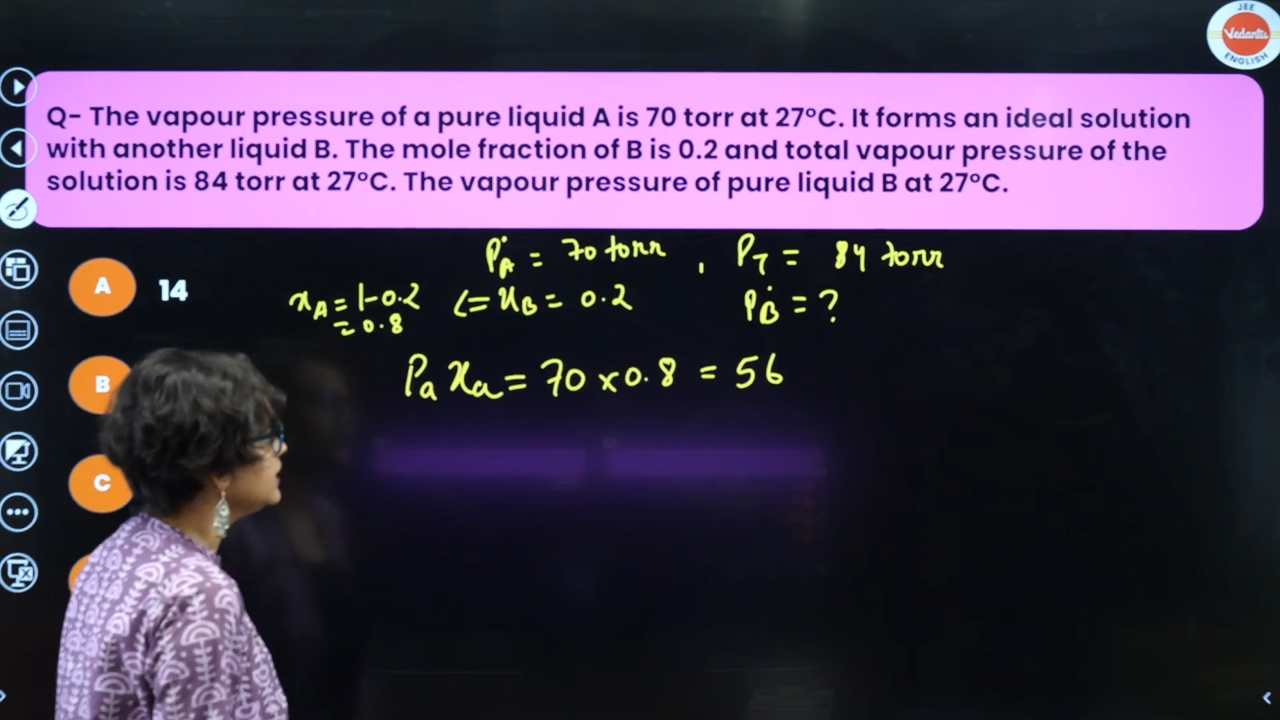 JEE
Vedantu
ENGLISH
Q- The vapour pressure of a pure liquid A is 70 torr at 27°C. It forms an ideal solution
with another liquid B. The mole fraction of B is 0.2 and total vapour pressure of the
solution is 84 torr at 27°C. The vapour pressure of pure liquid B at 27°C.
P°A = 70 torr , PT = 84 torr
A 14
xA = 1-0.2 <= xB = 0.2 P°B = ?
= 0.8
B
Pa xa = 70 x 0.8 = 56
C